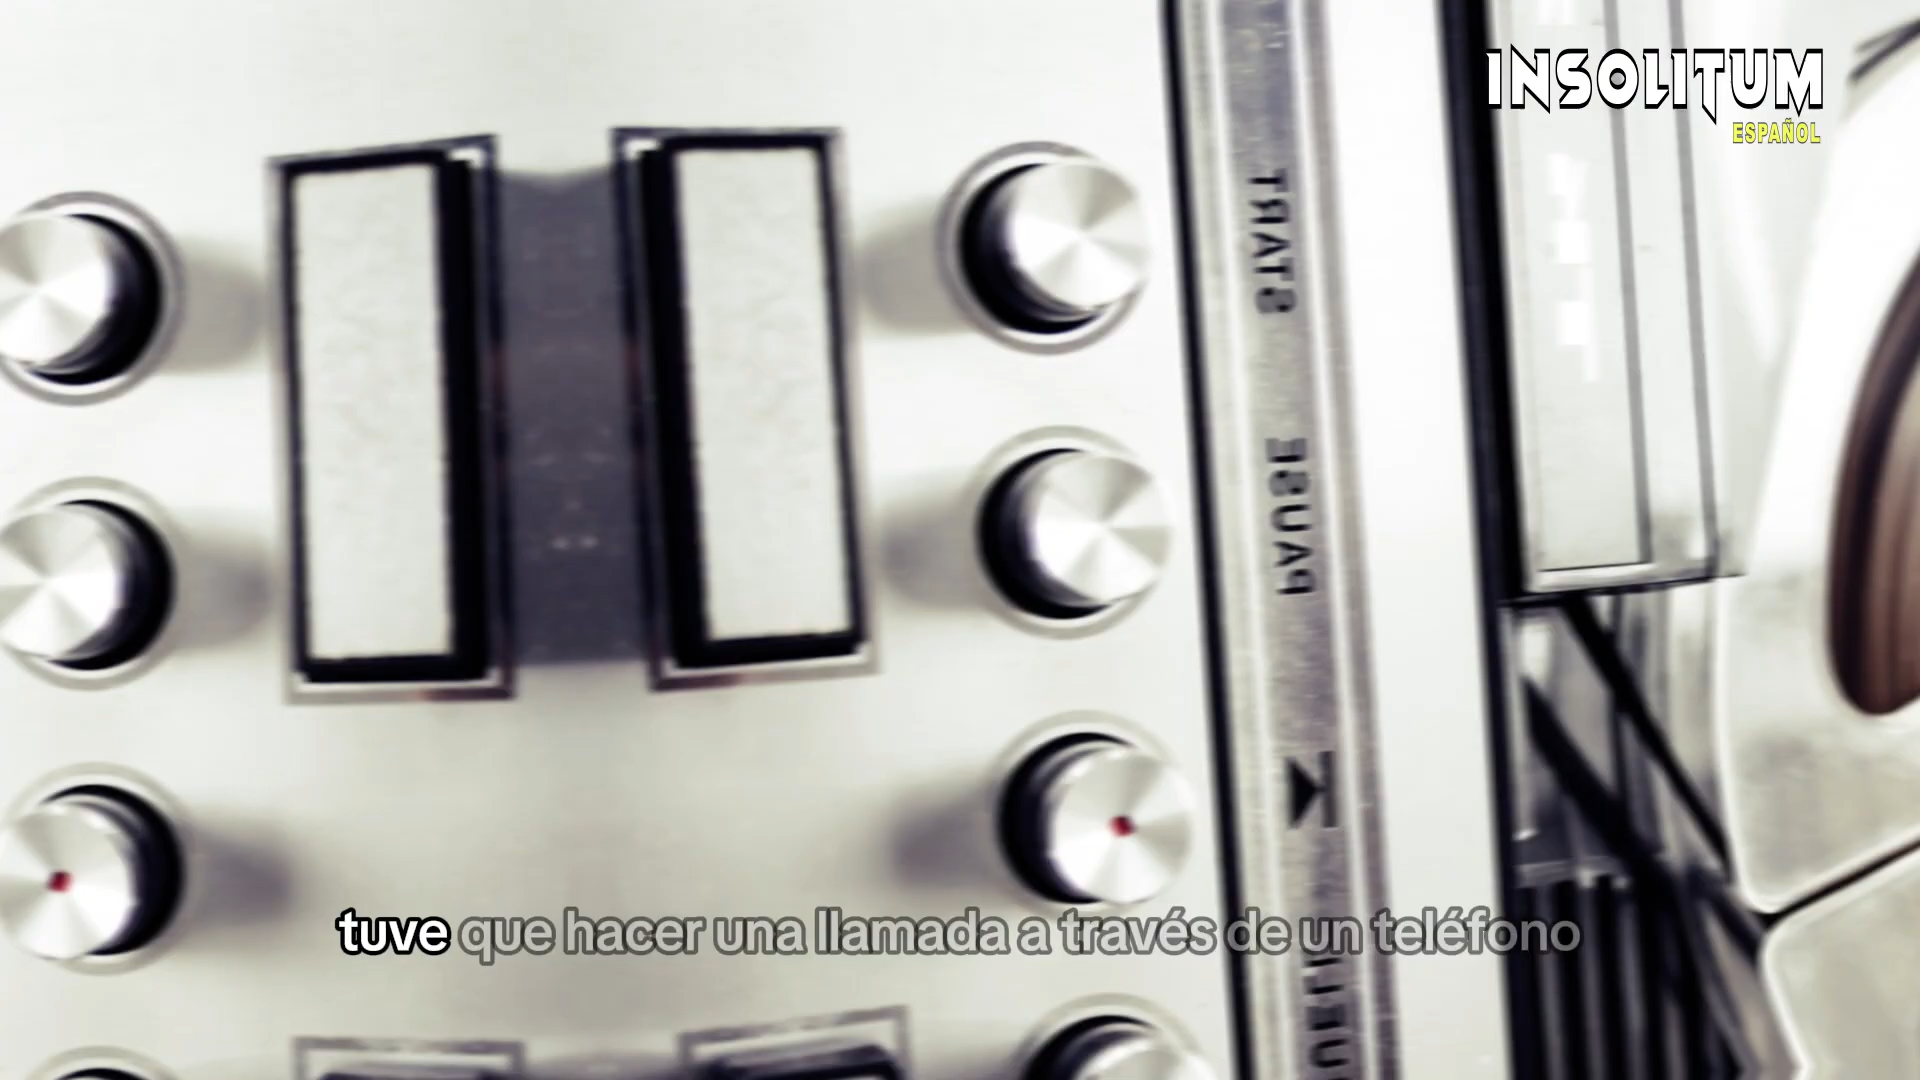 INSOLITUM
ESPAÑOL
START
PAUSE
tuve que hacer una llamada a través de un teléfono